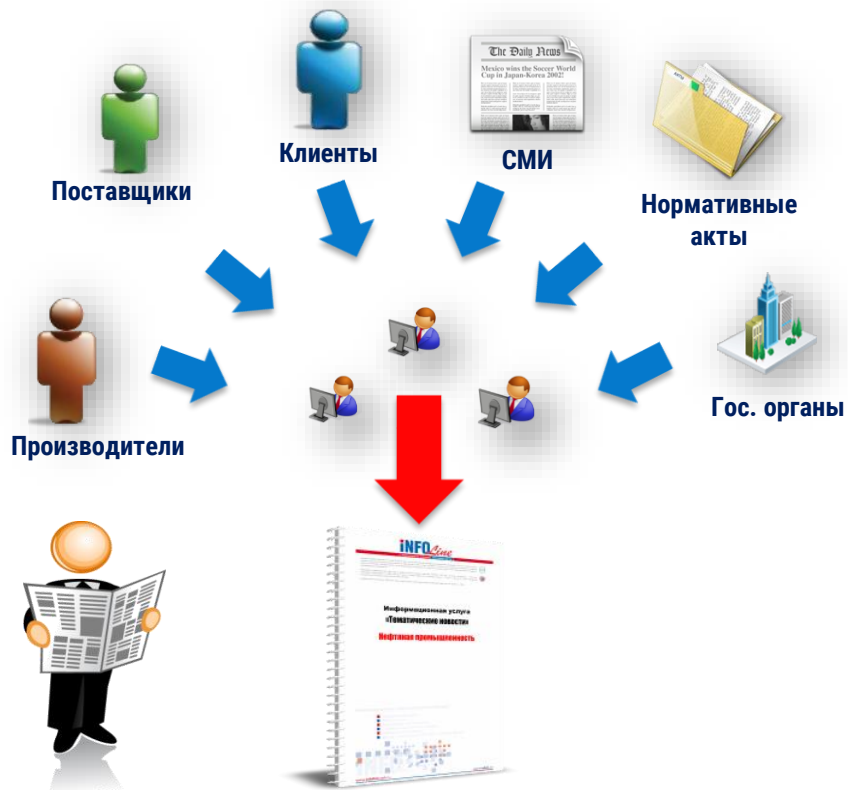 Клиенты
The Daily News
Mexico wins the Soccer World
Cup in Japan-Korea 2002!
СМИ
Поставщики
Нормативные
акты
Гос. органы
Производители
iNFOLine
Информационная услуга
«Тематические новости»
Нефтяная промышленность